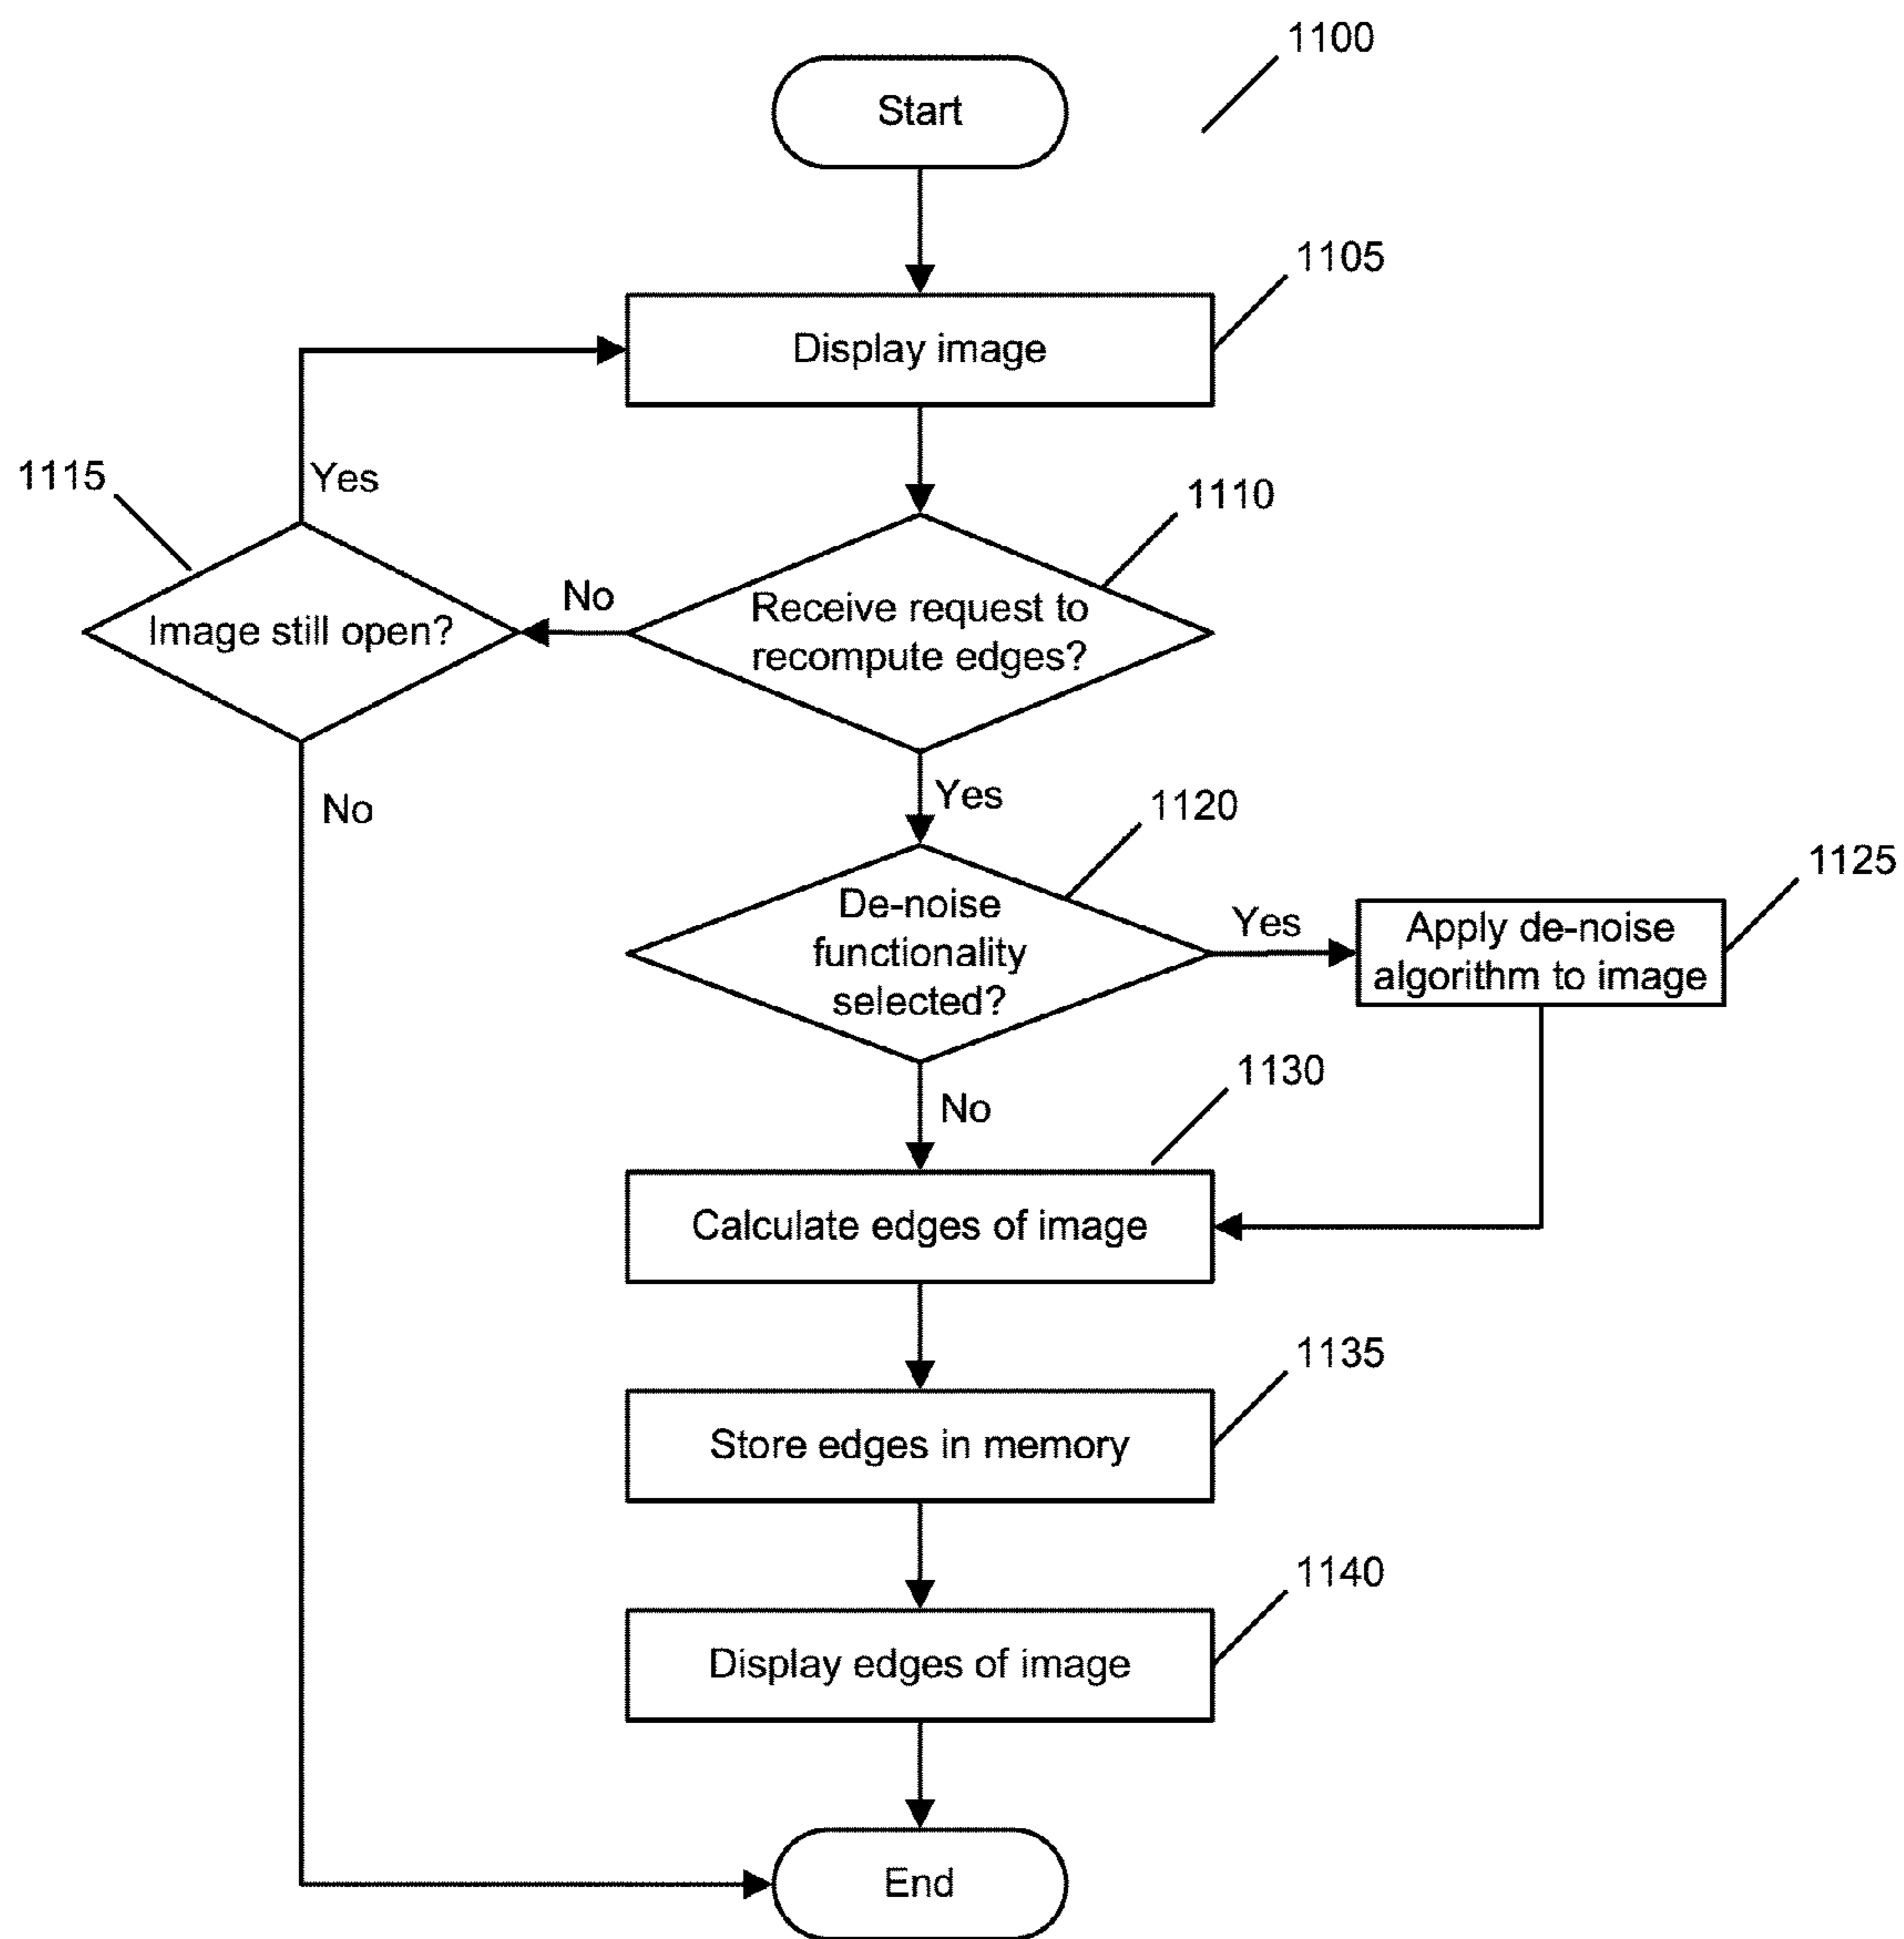 1100
Start
1105
Display image
1115
Yes
1110
No
Receive request to
recompute edges?
Image still open?
Yes
No
1120
1125
De-noise
functionality
selected?
Yes
Apply de-noise
algorithm to image
1130
No
Calculate edges of image
1135
Store edges in memory
1140
Display edges of image
End